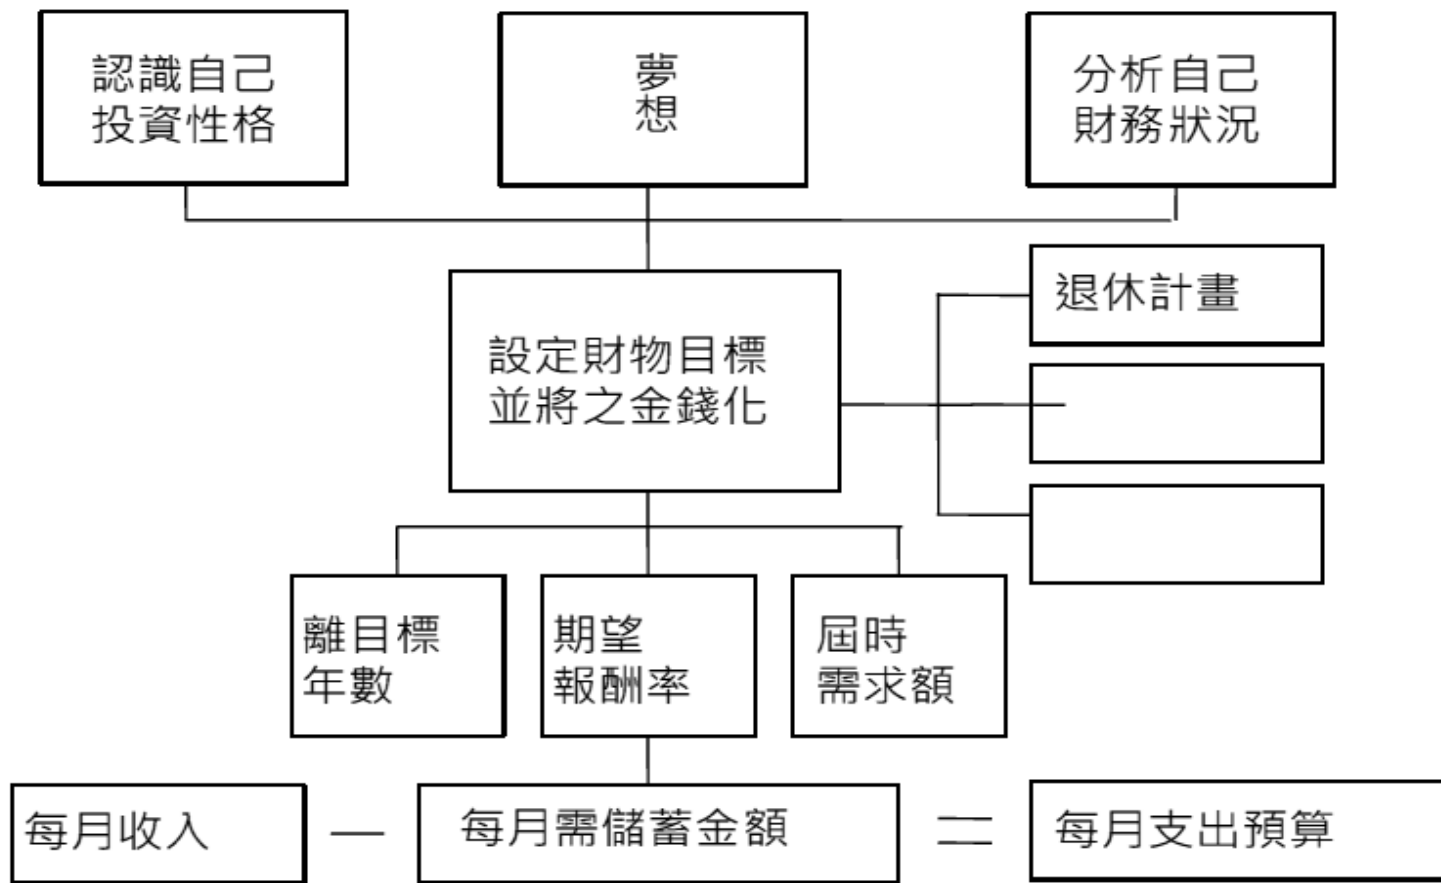 認識自己
投資性格
夢
想
分析自己
財務狀況
退休計畫
設定財物目標
並將之金錢化
離目標
年數
期望
報酬率
屆時
需求額
每月收入
—
每月需儲蓄金額
=
每月支出預算